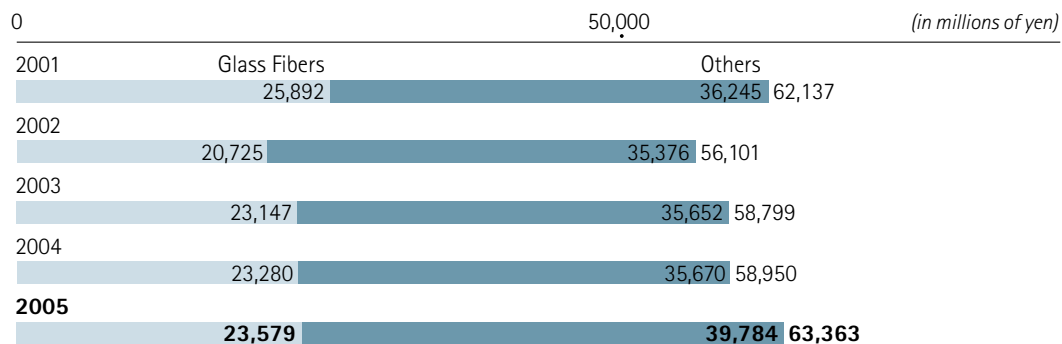 0 50,000 (in millions of yen)
2001 Glass Fibers Others
25,892 36,245 62,137
2002
20,725 35,376 56,101
2003
23,147 35,652 58,799
2004
23,280 35,670 58,950
2005
23,579 39,784 63,363